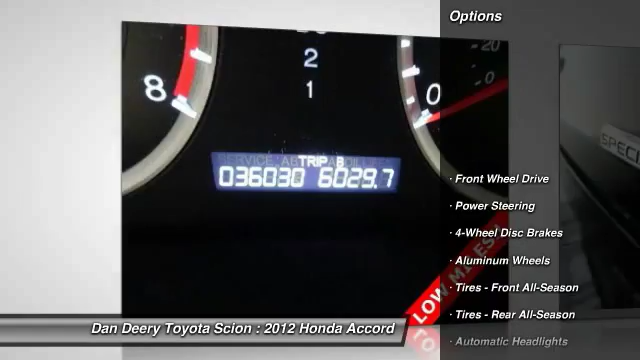 Options
20
0
8
2
1
0
TRIP B
036030 6029.7
SPECI
· Front Wheel Drive
· Power Steering
· 4-Wheel Disc Brakes
· Aluminum Wheels
· Tires - Front All-Season
· Tires - Rear All-Season
· Automatic Headlights
LOW MILES!
Dan Deery Toyota Scion : 2012 Honda Accord